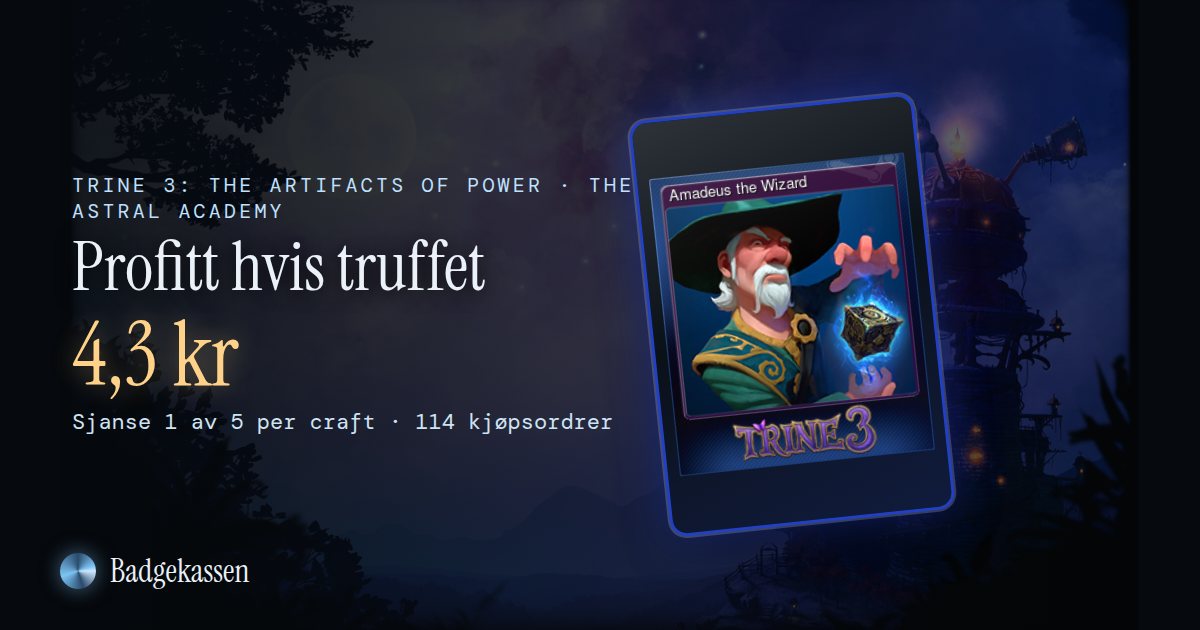 TRINE 3: THE ARTIFACTS OF POWER · THE
ASTRAL ACADEMY
Profitt hvis truffet
4,3 kr
Sjanse 1 av 5 per craft · 114 kjøpsordrer
Amadeus the Wizard
TRINE 3
Badgekassen